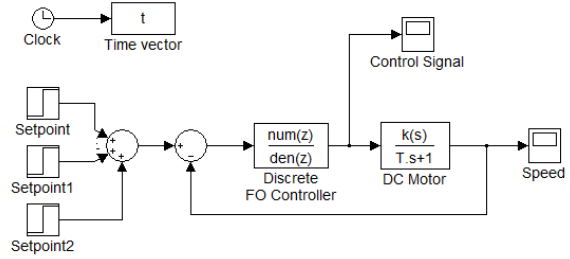 t
Clock
Time vector
Control Signal
Setpoint
+
+
+
+
−
num(z)
den(z)
Discrete
FO Controller
k(s)
T.s+1
DC Motor
Speed
Setpoint1
Setpoint2